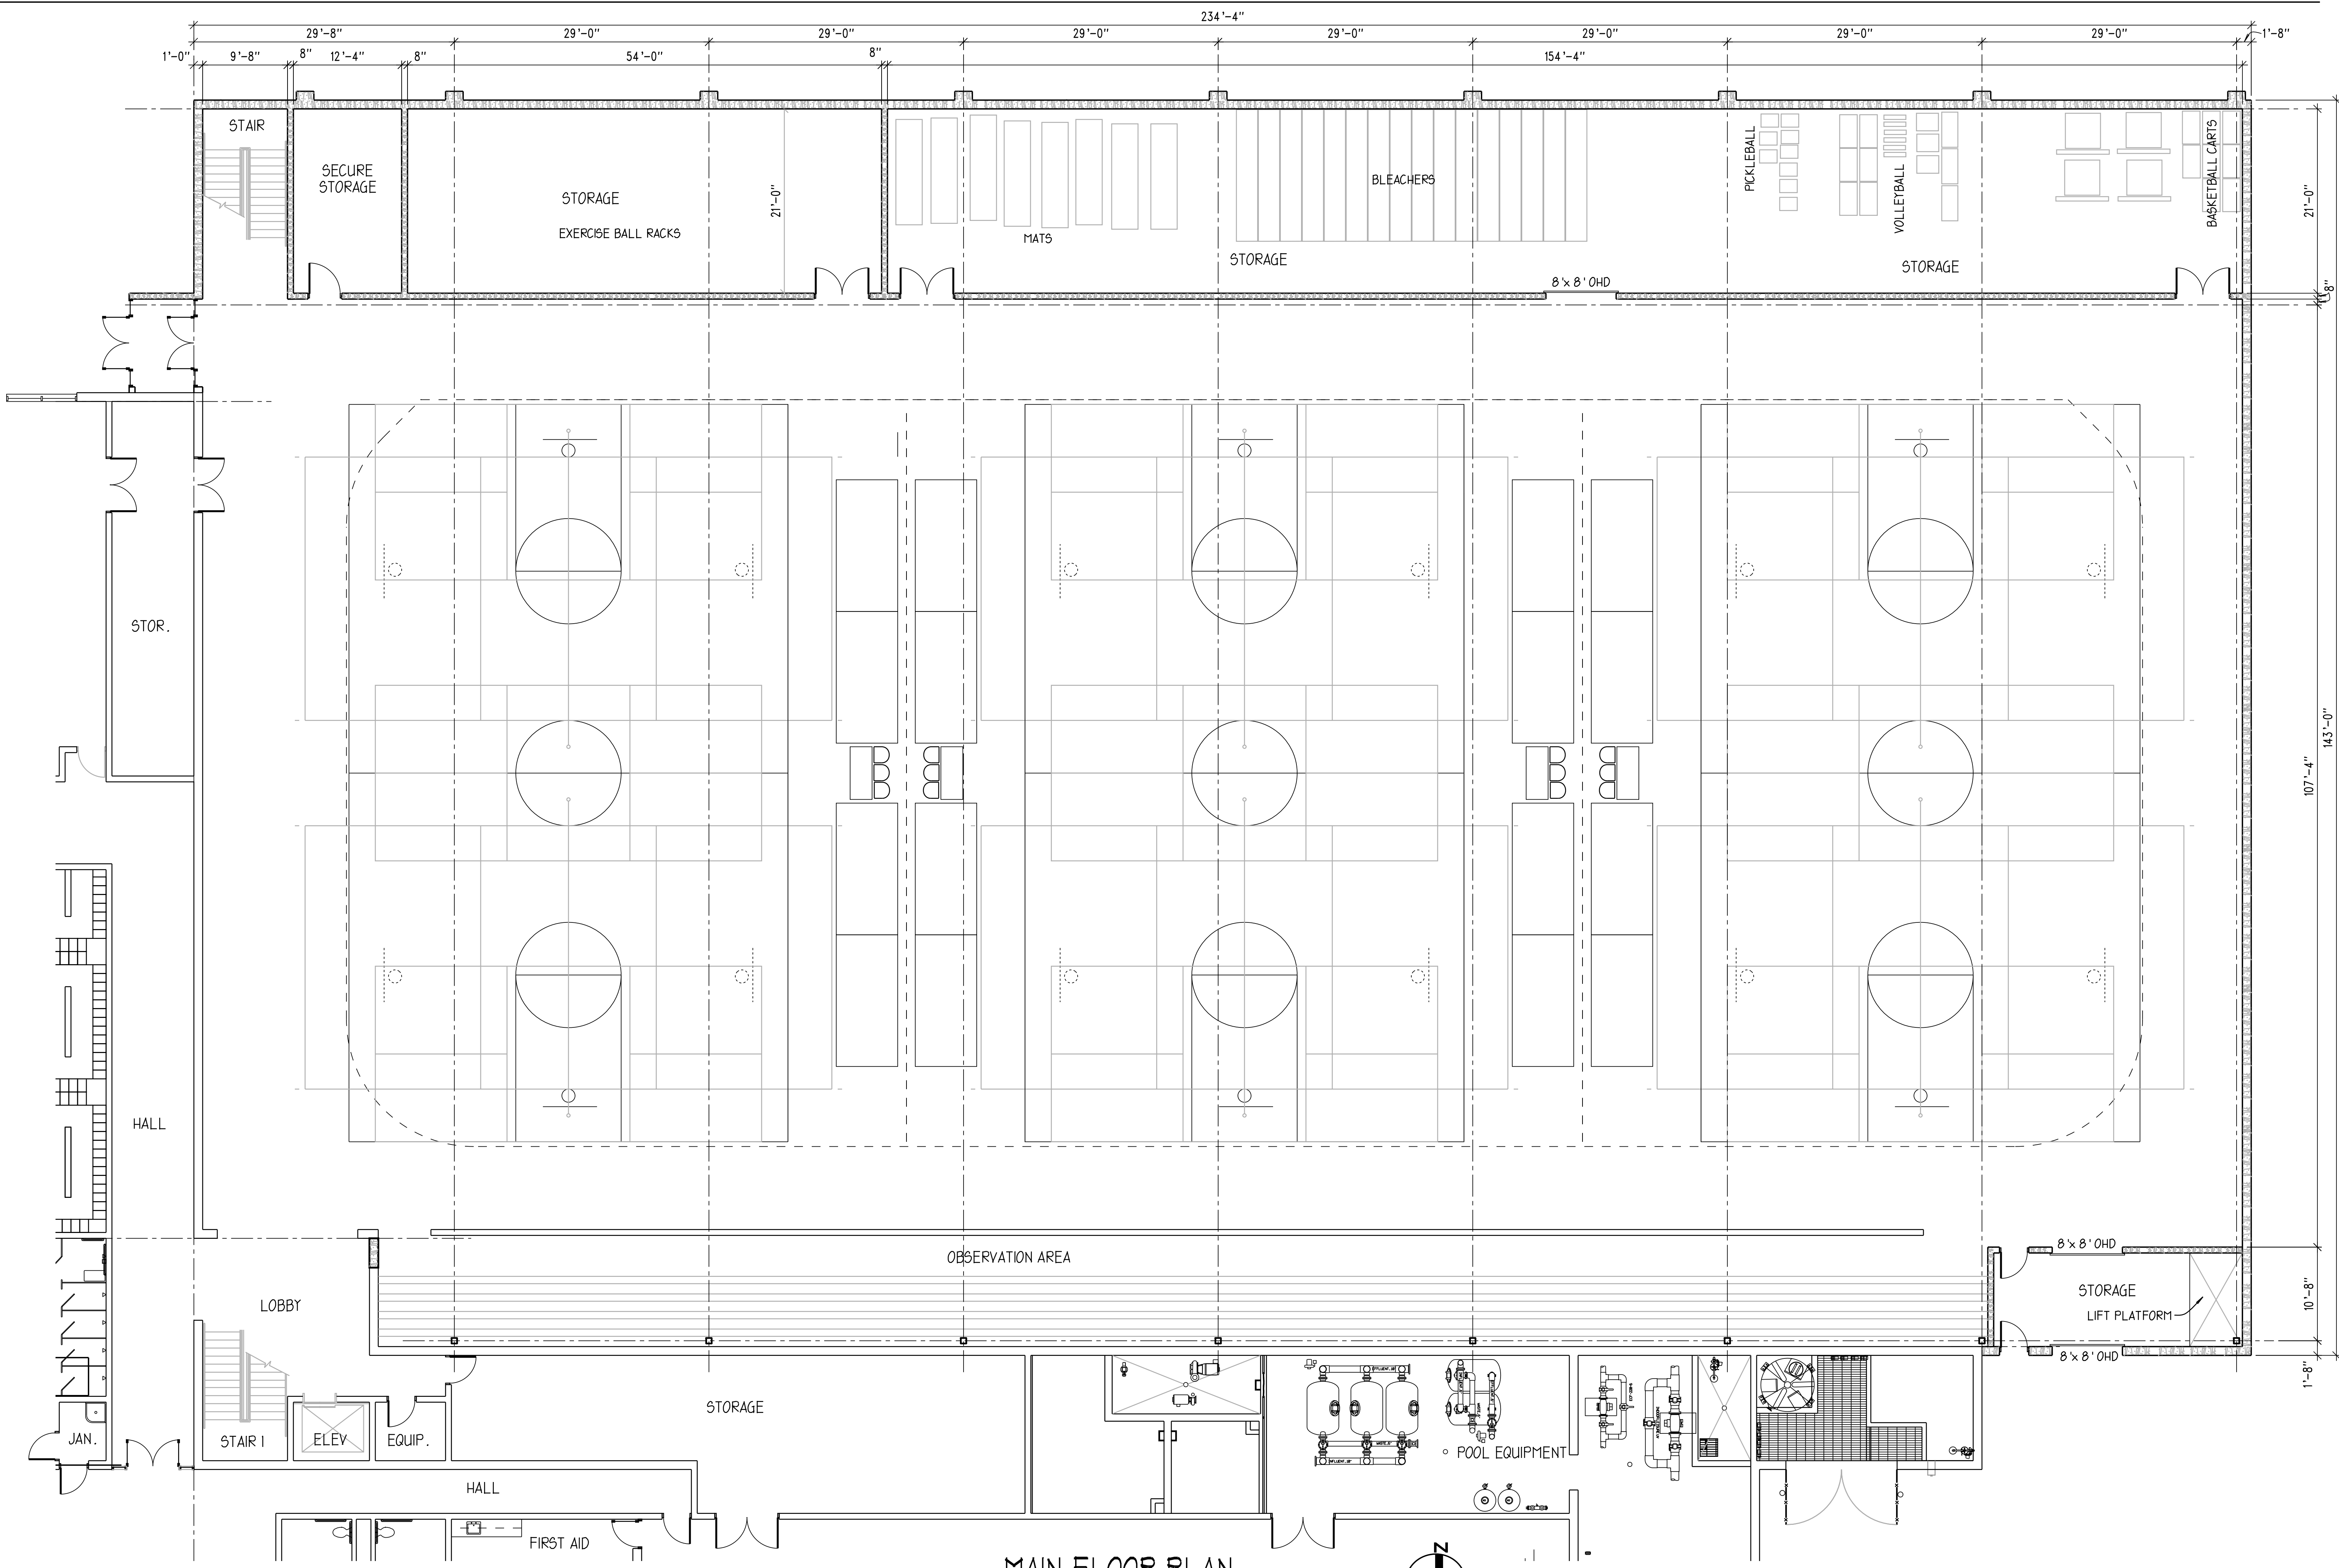 234'-4"
29'-8" 29'-0" 29'-0" 29'-0" 29'-0" 29'-0" 29'-0" 29'-0" 1'-8"
1'-0" 9'-8" 8" 12'-4" 8" 54'-0" 8" 154'-4"
STAIR
SECURE
STORAGE
STORAGE
EXERCISE BALL RACKS
21'-0"
MATS
BLEACHERS
STORAGE
PICKLEBALL
VOLLEYBALL
BASKETBALL CARTS
STORAGE
8'x 8' OHD
21'-0"
8"
STOR.
143'-0"
107'-4"
HALL
OBSERVATION AREA
LOBBY
8'x 8' OHD
STORAGE
LIFT PLATFORM
10'-8"
8'x 8' OHD
1'-8"
STORAGE
JAN.
STAIR 1
ELEV
EQUIP.
POOL EQUIPMENT
HALL
FIRST AID
MAIN FLOOR PLAN
N